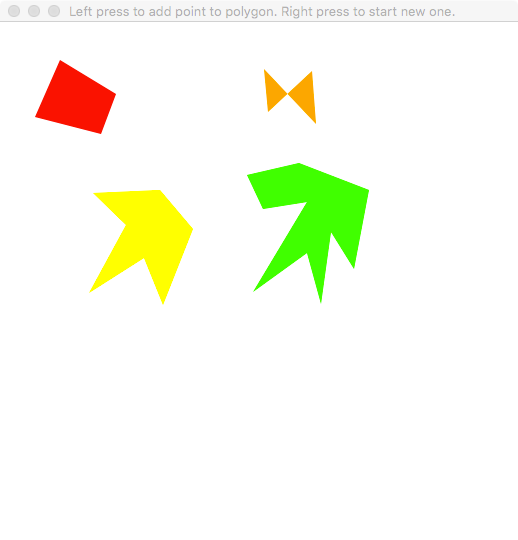 Left press to add point to polygon. Right press to start new one.